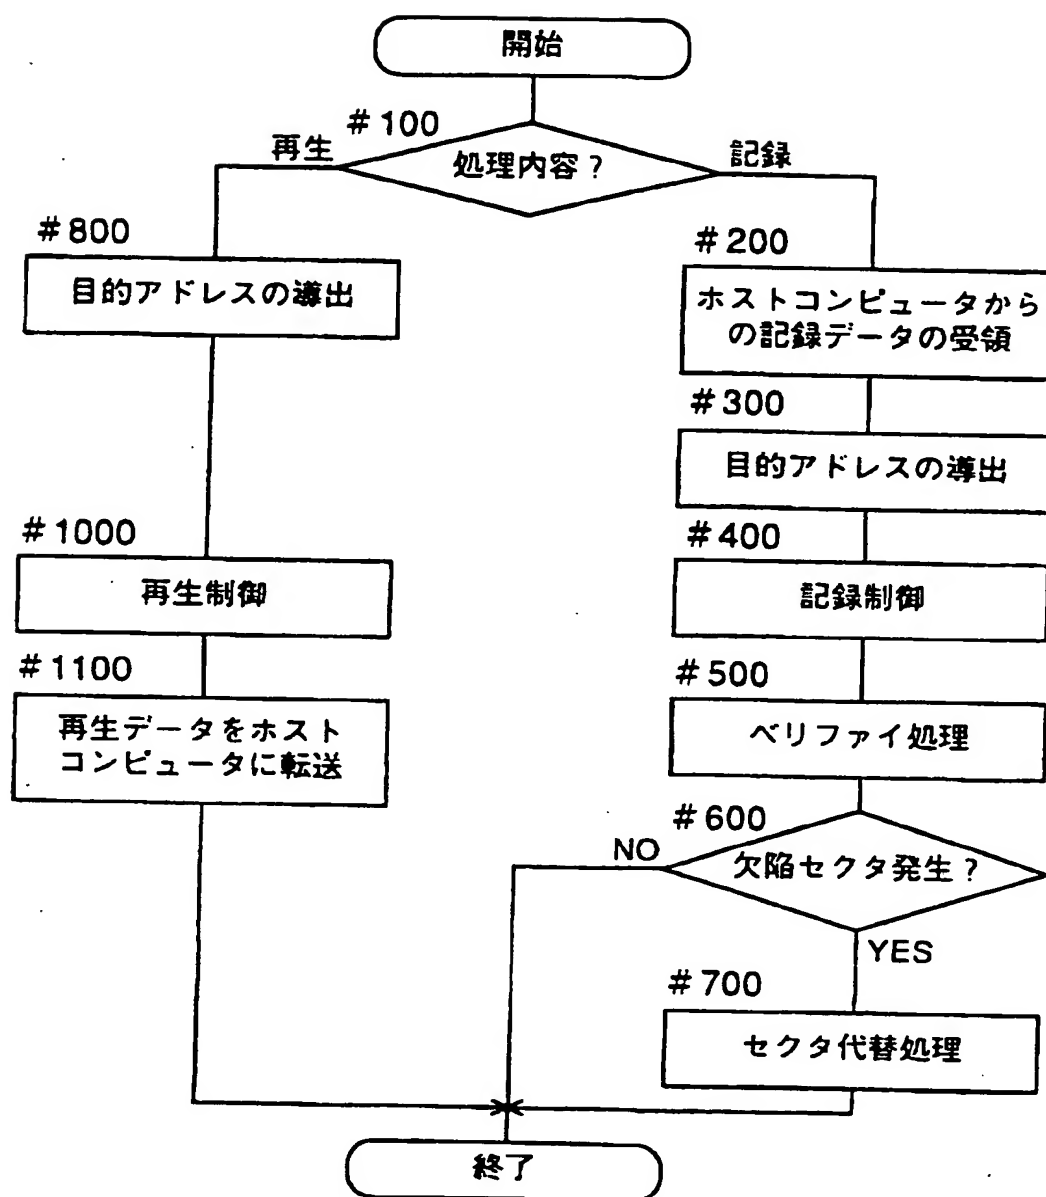 開始
#100
処理内容?
再生
記録
#800
目的アドレスの導出
#1000
再生制御
#1100
再生データをホスト
コンピュータに転送
#200
ホストコンピュータから
の記録データの受領
#300
目的アドレスの導出
#400
記録制御
#500
ベリファイ処理
#600
欠陥セクタ発生?
NO
YES
#700
セクタ代替処理
終了